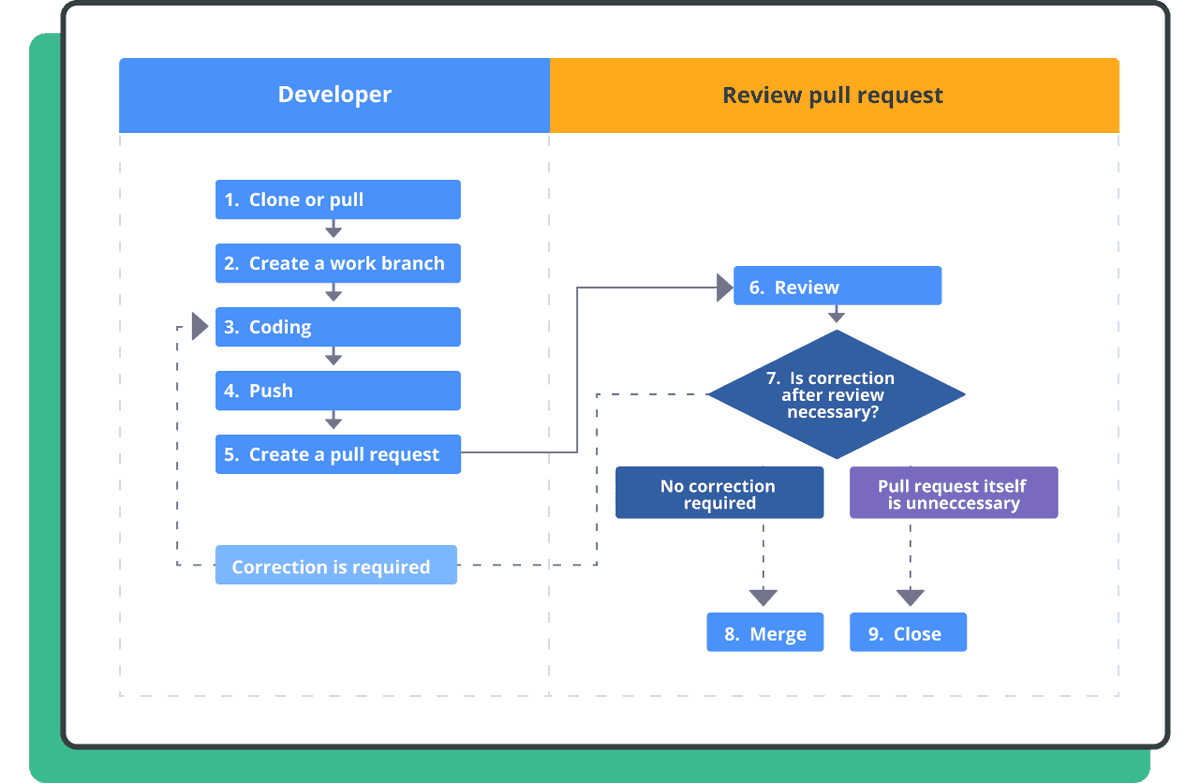 Developer
Review pull request
1. Clone or pull
2. Create a work branch
3. Coding
4. Push
5. Create a pull request
Correction is required
6. Review
7. Is correction
after review
necessary?
No correction
required
Pull request itself
is unneccessary
8. Merge
9. Close